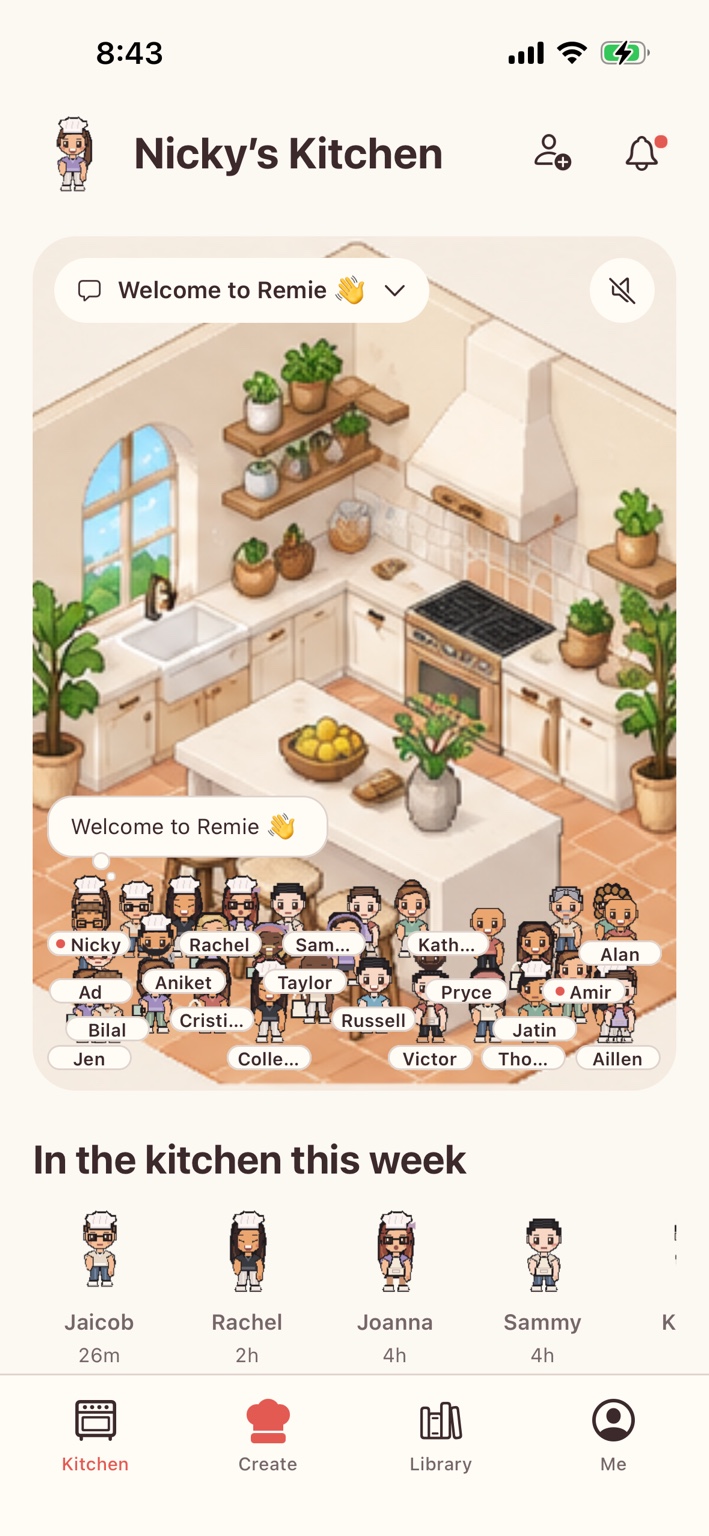 8:43
Nicky’s Kitchen
Welcome to Remie 👋
Welcome to Remie 👋
Nicky
Rachel
Sam...
Kath...
Alan
Ad
Aniket
Taylor
Pryce
Amir
Bilal
Cristi...
Russell
Jatin
Jen
Colle...
Victor
Tho...
Aillen
In the kitchen this week
Jaicob
Rachel
Joanna
Sammy
K
26m
2h
4h
4h
Kitchen
Create
Library
Me